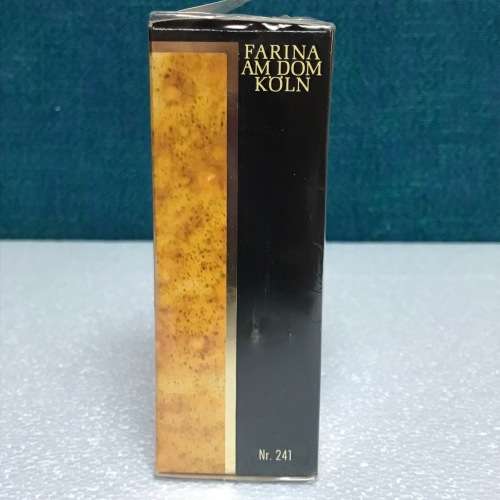 FARINA
AM DOM
KÖLN
Nr. 241